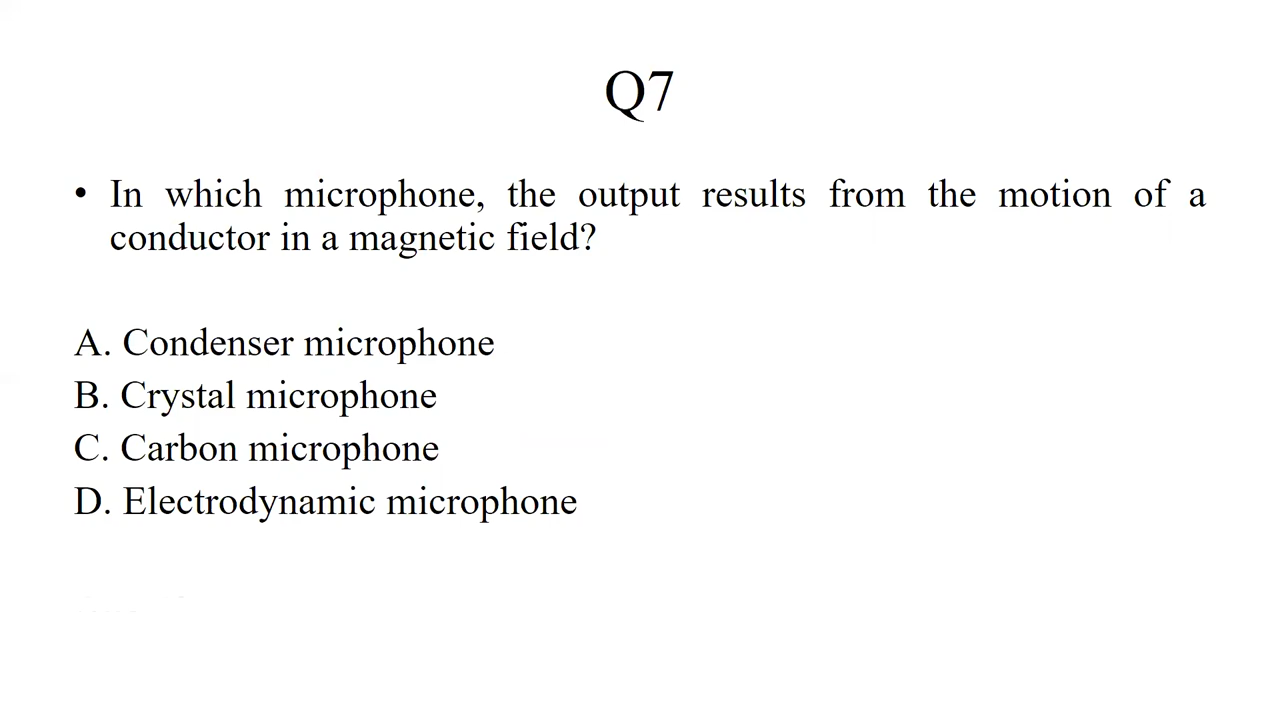 Q7
• In which microphone, the output results from the motion of a
conductor in a magnetic field?
A. Condenser microphone
B. Crystal microphone
C. Carbon microphone
D. Electrodynamic microphone